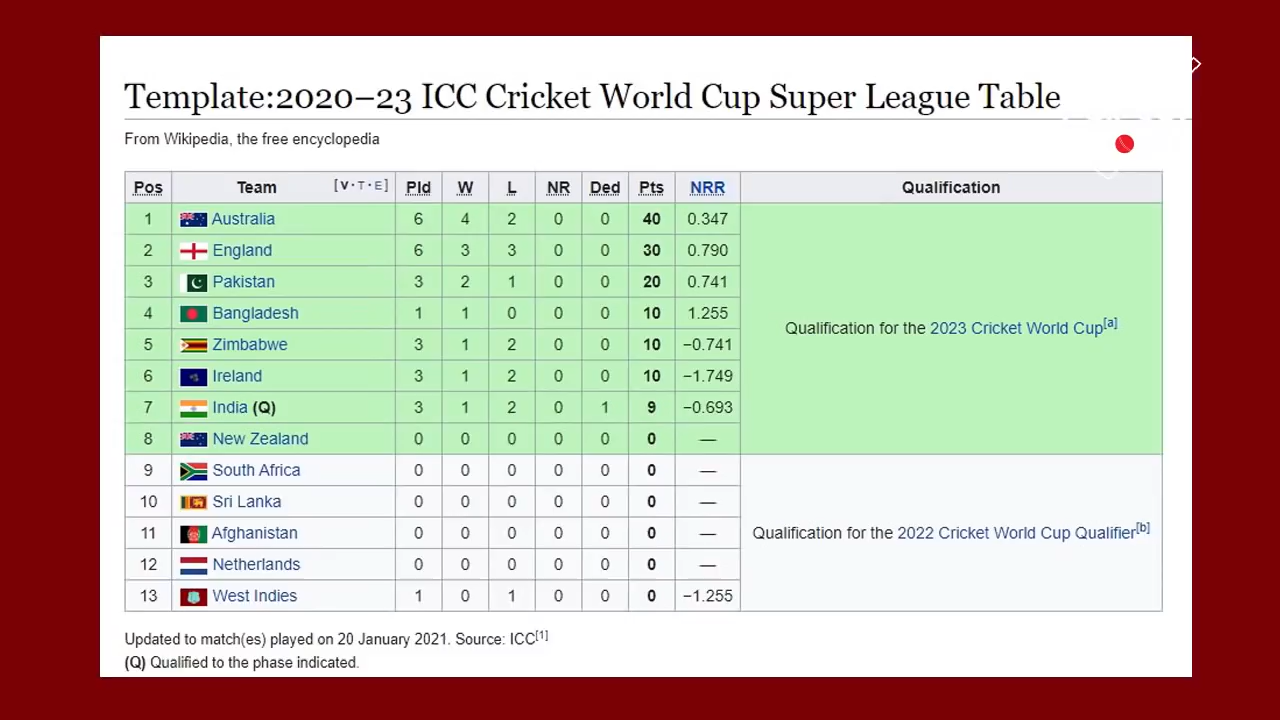 Template:2020–23 ICC Cricket World Cup Super League Table
From Wikipedia, the free encyclopedia
Pos Team [V·T·E] Pld W L NR Ded Pts NRR Qualification
1 Australia 6 4 2 0 0 40 0.347
2 England 6 3 3 0 0 30 0.790
3 Pakistan 3 2 1 0 0 20 0.741
4 Bangladesh 1 1 0 0 0 10 1.255
Qualification for the 2023 Cricket World Cup[a]
5 Zimbabwe 3 1 2 0 0 10 −0.741
6 Ireland 3 1 2 0 0 10 −1.749
7 India (Q) 3 1 2 0 1 9 −0.693
8 New Zealand 0 0 0 0 0 0 —
9 South Africa 0 0 0 0 0 0 —
10 Sri Lanka 0 0 0 0 0 0 —
11 Afghanistan 0 0 0 0 0 0 — Qualification for the 2022 Cricket World Cup Qualifier[b]
12 Netherlands 0 0 0 0 0 0 —
13 West Indies 1 0 1 0 0 0 −1.255
Updated to match(es) played on 20 January 2021. Source: ICC[1]
(Q) Qualified to the phase indicated.